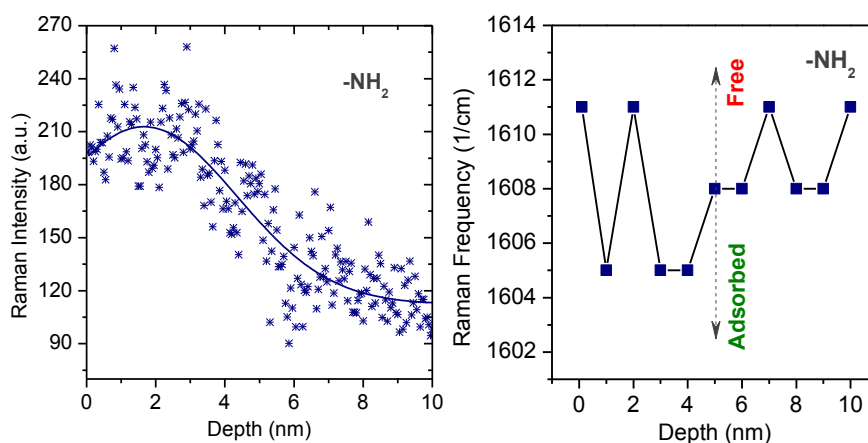 270
240
210
180
150
120
90
0 2 4 6 8 10
Raman Intensity (a.u.)
Depth (nm)
-NH₂
1614
1612
1610
1608
1606
1604
1602
0 2 4 6 8 10
Raman Frequency (1/cm)
Depth (nm)
-NH₂
Free
Adsorbed